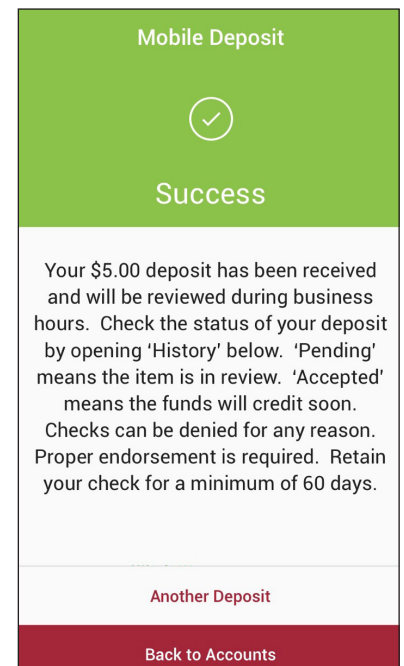 Mobile Deposit
Success
Your $5.00 deposit has been received
and will be reviewed during business
hours.  Check the status of your deposit
by opening ‘History’ below.  ‘Pending’
means the item is in review.  ‘Accepted’
means the funds will credit soon.
Checks can be denied for any reason.
Proper endorsement is required.  Retain
your check for a minimum of 60 days.
Another Deposit
Back to Accounts